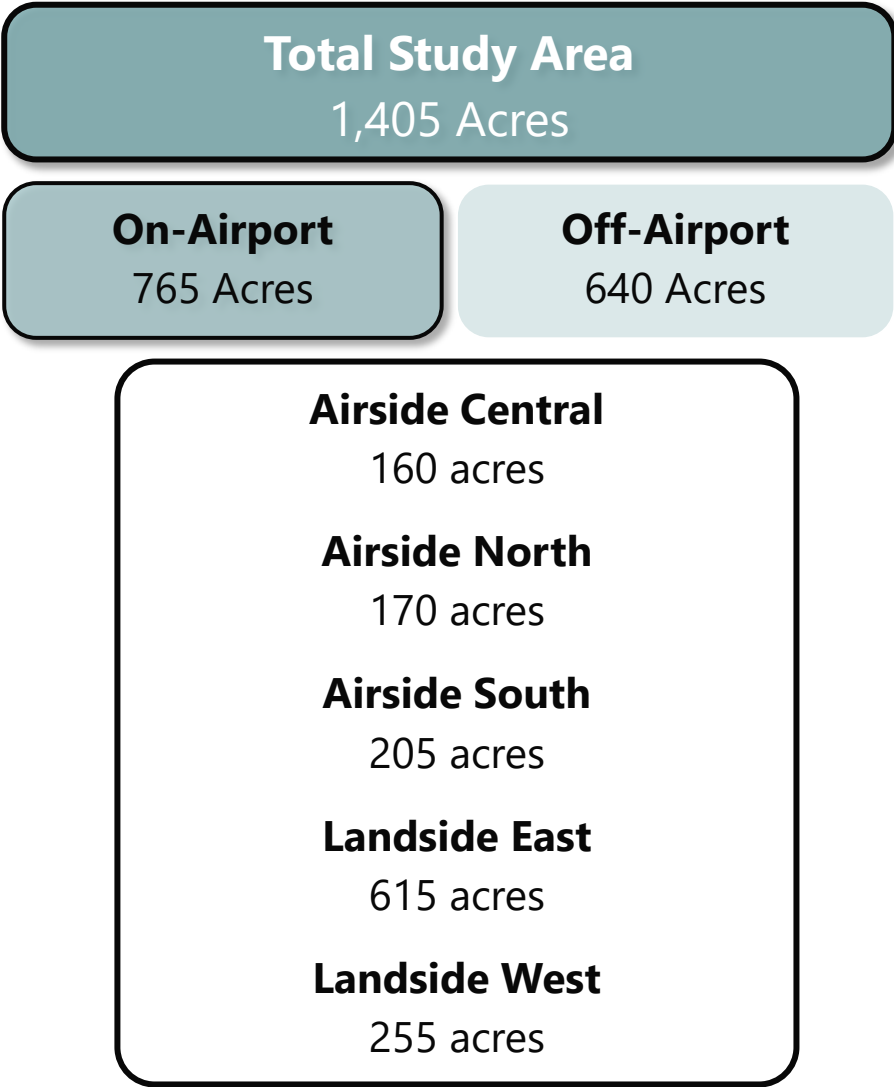 Total Study Area
1,405 Acres
On-Airport
765 Acres
Off-Airport
640 Acres
Airside Central
160 acres
Airside North
170 acres
Airside South
205 acres
Landside East
615 acres
Landside West
255 acres